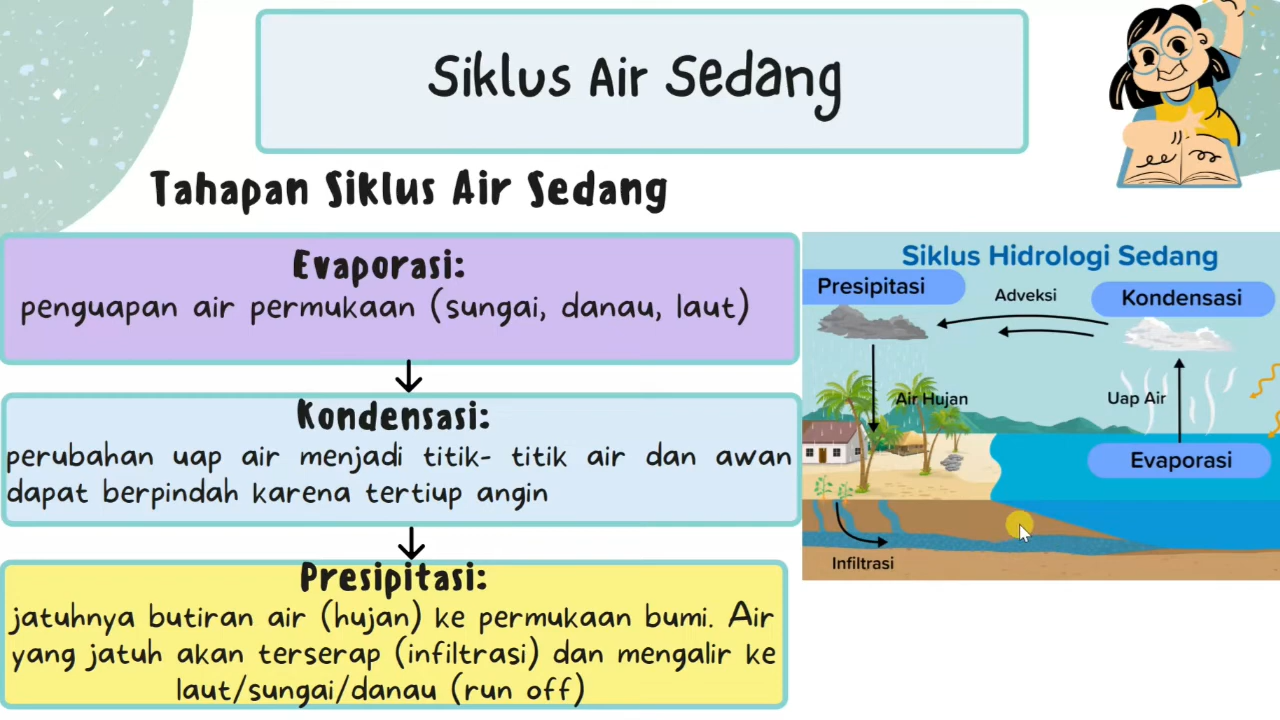 Siklus Air Sedang
Tahapan Siklus Air Sedang
Evaporasi:
penguapan air permukaan (sungai, danau, laut)
Kondensasi:
perubahan uap air menjadi titik- titik air dan awan
dapat berpindah karena tertiup angin
Presipitasi:
jatuhnya butiran air (hujan) ke permukaan bumi. Air
yang jatuh akan terserap (infiltrasi) dan mengalir ke
laut/sungai/danau (run off)
Siklus Hidrologi Sedang
Presipitasi
Adveksi
Kondensasi
Air Hujan
Uap Air
Evaporasi
Infiltrasi